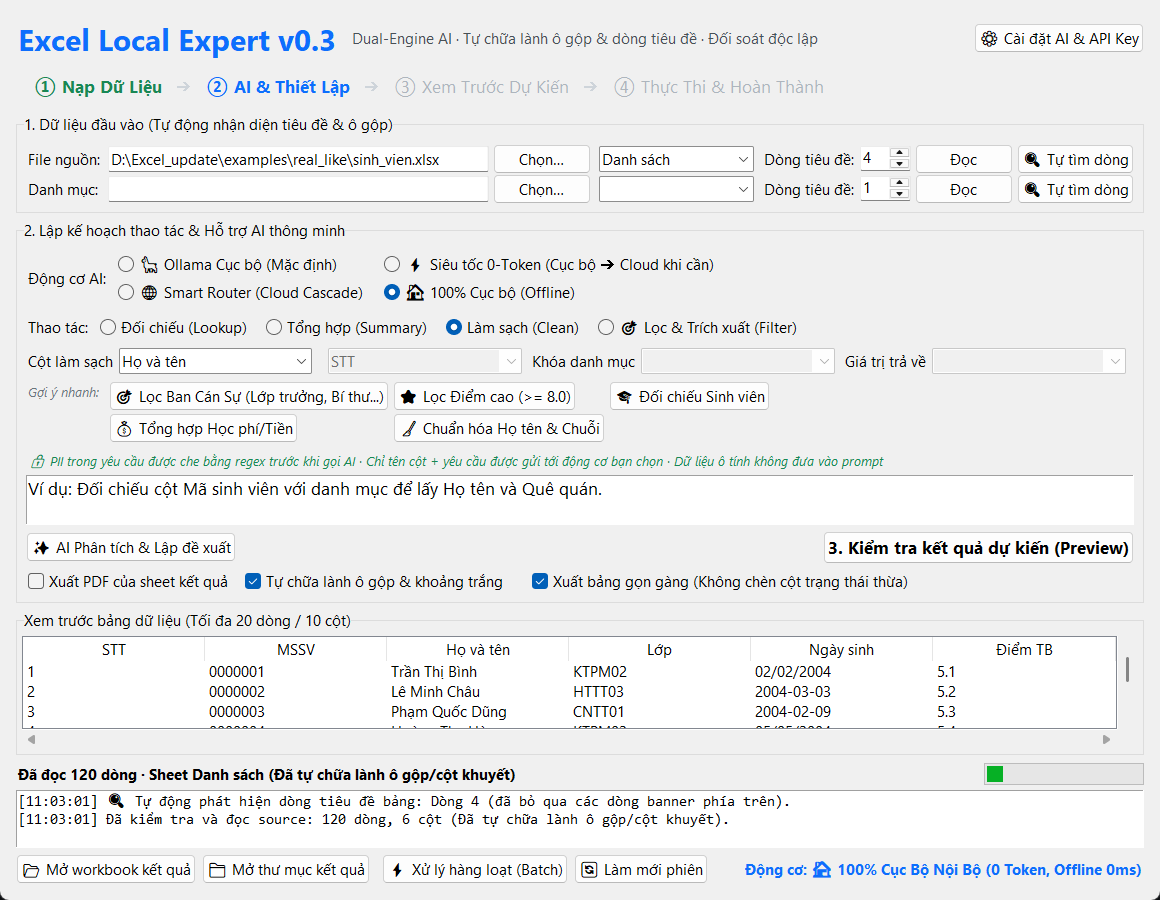 Excel Local Expert v0.3 Dual-Engine AI · Tự chữa lành ô gộp & dòng tiêu đề · Đối soát độc lập Cài đặt AI & API Key
1 Nạp Dữ Liệu → 2 AI & Thiết Lập → 3 Xem Trước Dự Kiến → 4 Thực Thi & Hoàn Thành
1. Dữ liệu đầu vào (Tự động nhận diện tiêu đề & ô gộp)
File nguồn: D:\Excel_update\examples\real_like\sinh_vien.xlsx Chọn... Danh sách Dòng tiêu đề: 4 Đọc Tự tìm dòng
Danh mục: Chọn... Dòng tiêu đề: 1 Đọc Tự tìm dòng
2. Lập kế hoạch thao tác & Hỗ trợ AI thông minh
Động cơ AI:
Ollama Cục bộ (Mặc định) Siêu tốc 0-Token (Cục bộ → Cloud khi cần)
Smart Router (Cloud Cascade) 100% Cục bộ (Offline)
Thao tác: Đối chiếu (Lookup) Tổng hợp (Summary) Làm sạch (Clean) Lọc & Trích xuất (Filter)
Cột làm sạch Họ và tên STT Khóa danh mục Giá trị trả về
Gợi ý nhanh: Lọc Ban Cán Sự (Lớp trưởng, Bí thư...) Lọc Điểm cao (>= 8.0) Đối chiếu Sinh viên
Tổng hợp Học phí/Tiền Chuẩn hóa Họ tên & Chuỗi
PII trong yêu cầu được che bằng regex trước khi gọi AI · Chỉ tên cột + yêu cầu được gửi tới động cơ bạn chọn · Dữ liệu ô tính không đưa vào prompt
Ví dụ: Đối chiếu cột Mã sinh viên với danh mục để lấy Họ tên và Quê quán.
AI Phân tích & Lập đề xuất 3. Kiểm tra kết quả dự kiến (Preview)
Xuất PDF của sheet kết quả Tự chữa lành ô gộp & khoảng trắng Xuất bảng gọn gàng (Không chèn cột trạng thái thừa)
Xem trước bảng dữ liệu (Tối đa 20 dòng / 10 cột)
STT MSSV Họ và tên Lớp Ngày sinh Điểm TB
1 0000001 Trần Thị Bình KTPM02 02/02/2004 5.1
2 0000002 Lê Minh Châu HTTT03 2004-03-03 5.2
3 0000003 Phạm Quốc Dũng CNTT01 2004-02-09 5.3
Đã đọc 120 dòng · Sheet Danh sách (Đã tự chữa lành ô gộp/cột khuyết)
[11:03:01] Tự động phát hiện dòng tiêu đề bảng: Dòng 4 (đã bỏ qua các dòng banner phía trên).
[11:03:01] Đã kiểm tra và đọc source: 120 dòng, 6 cột (Đã tự chữa lành ô gộp/cột khuyết).
Mở workbook kết quả Mở thư mục kết quả Xử lý hàng loạt (Batch) Làm mới phiên Động cơ: 100% Cục Bộ Nội Bộ (0 Token, Offline 0ms)